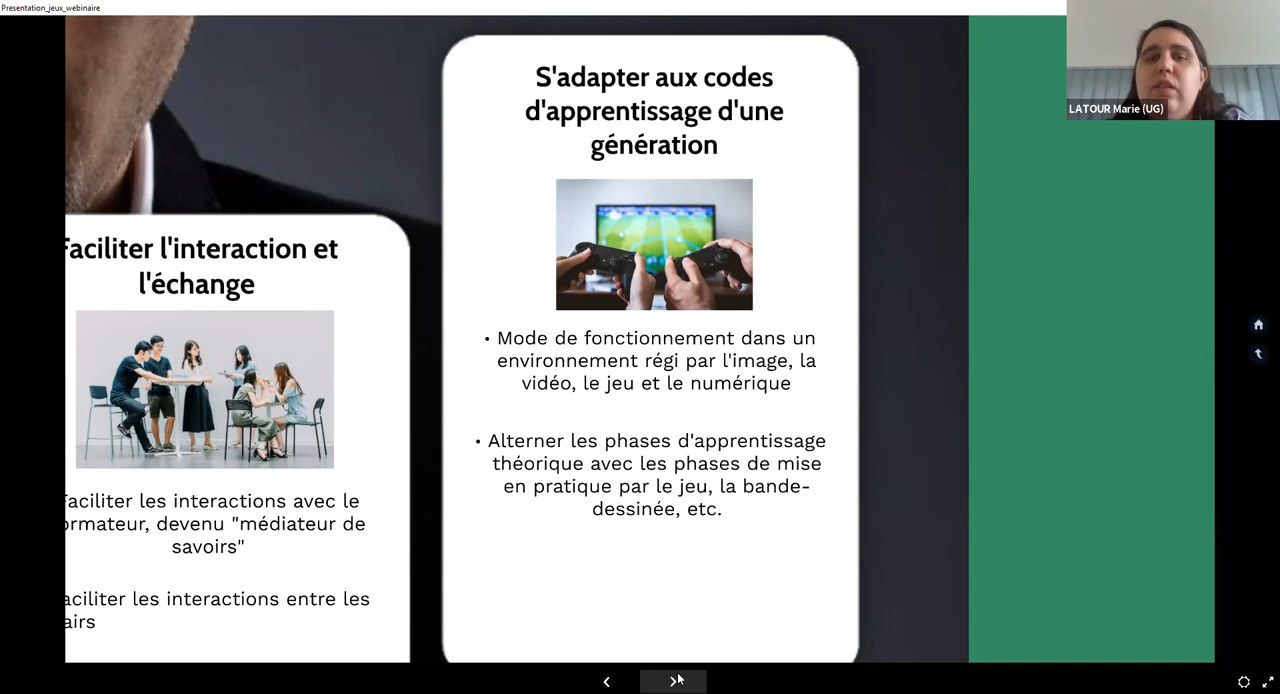 Presentation_jeux_webinaire
LATOUR Marie (UG)
Faciliter l'interaction et
l'échange
Faciliter les interactions avec le
ormateur, devenu "médiateur de
savoirs"
aciliter les interactions entre les
airs
S'adapter aux codes
d'apprentissage d'une
génération
• Mode de fonctionnement dans un
environnement régi par l'image, la
vidéo, le jeu et le numérique
• Alterner les phases d'apprentissage
théorique avec les phases de mise
en pratique par le jeu, la bande-
dessinée, etc.